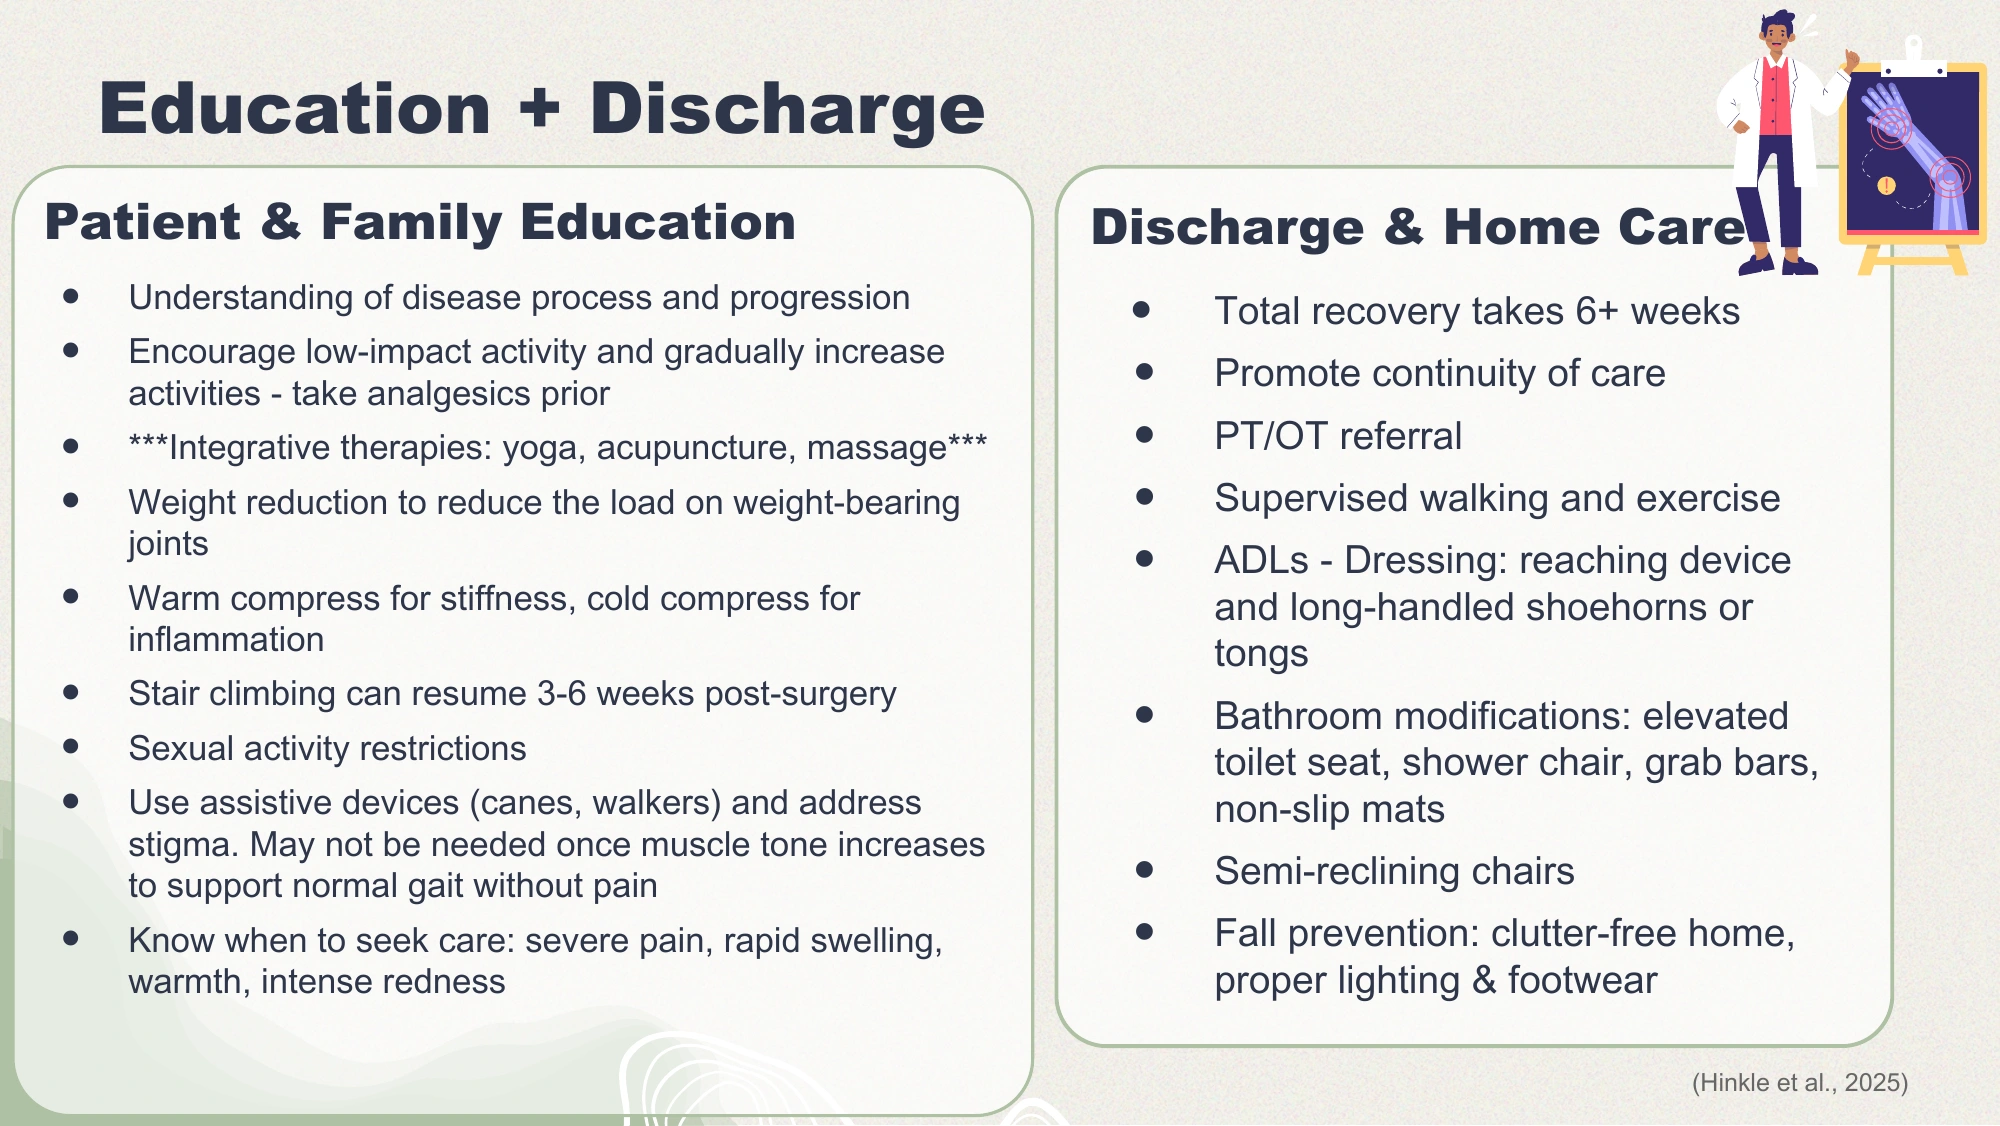 Education + Discharge
Patient & Family Education
● Understanding of disease process and progression
● Encourage low-impact activity and gradually increase
activities - take analgesics prior
● ***Integrative therapies: yoga, acupuncture, massage***
● Weight reduction to reduce the load on weight-bearing
joints
● Warm compress for stiffness, cold compress for
inflammation
● Stair climbing can resume 3-6 weeks post-surgery
● Sexual activity restrictions
● Use assistive devices (canes, walkers) and address
stigma. May not be needed once muscle tone increases
to support normal gait without pain
● Know when to seek care: severe pain, rapid swelling,
warmth, intense redness
Discharge & Home Care
● Total recovery takes 6+ weeks
● Promote continuity of care
● PT/OT referral
● Supervised walking and exercise
● ADLs - Dressing: reaching device
and long-handled shoehorns or
tongs
● Bathroom modifications: elevated
toilet seat, shower chair, grab bars,
non-slip mats
● Semi-reclining chairs
● Fall prevention: clutter-free home,
proper lighting & footwear
(Hinkle et al., 2025)